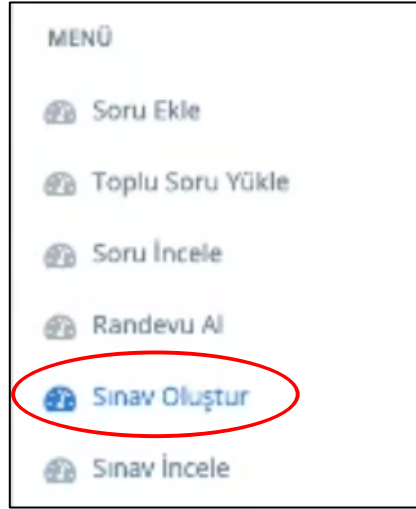 MENÜ
Soru Ekle
Toplu Soru Yükle
Soru İncele
Randevu Al
Sınav Oluştur
Sınav İncele